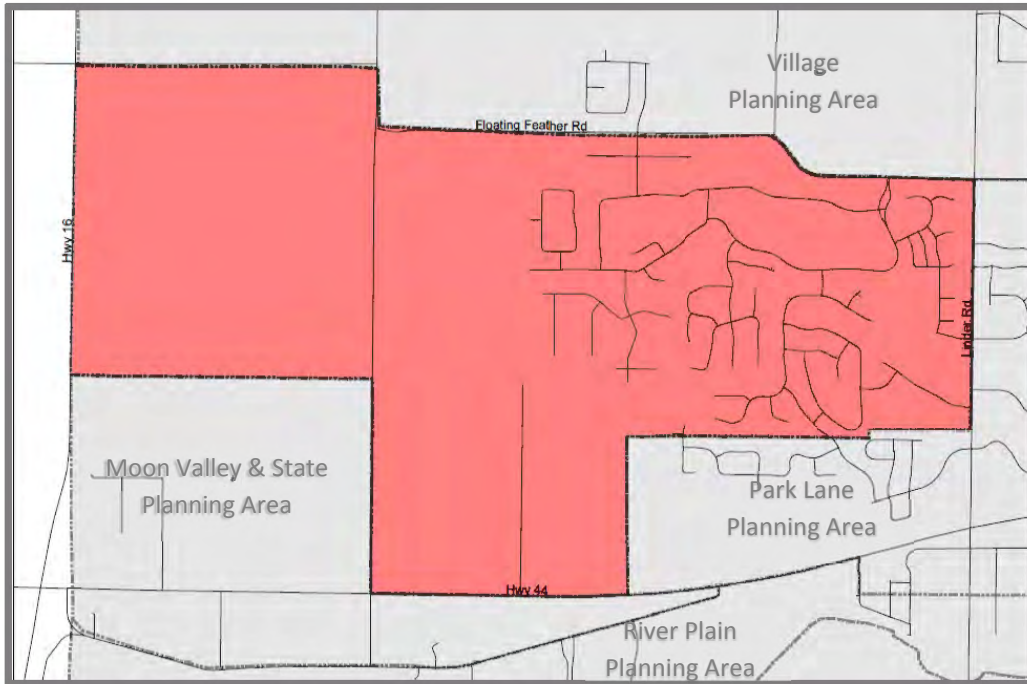 Village
Planning Area
Floating Feather Rd
Hwy 16
Linder Rd
Moon Valley & State
Planning Area
Park Lane
Planning Area
Hwy 44
River Plain
Planning Area